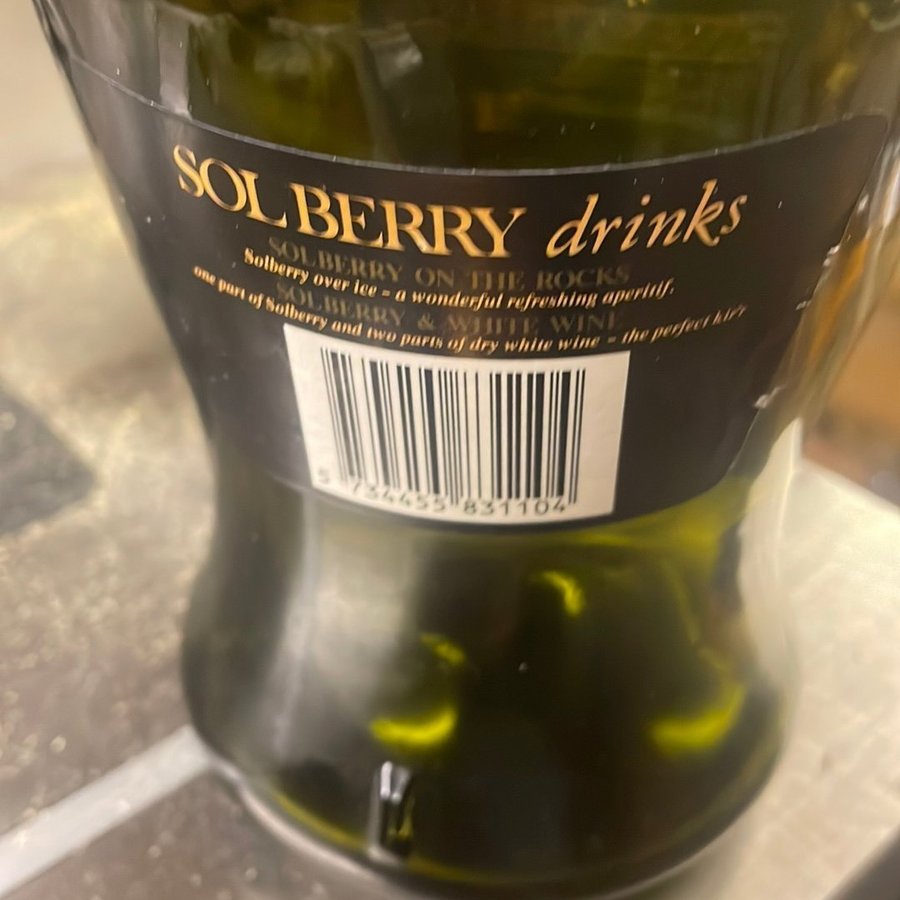 SOLBERRY drinks
SOLBERRY ON THE ROCKS
Solberry over ice = a wonderful refreshing aperitif.
SOLBERRY & WHITE WINE
one part of Solberry and two parts of dry white wine = the perfect kir'r
5 734455 831104